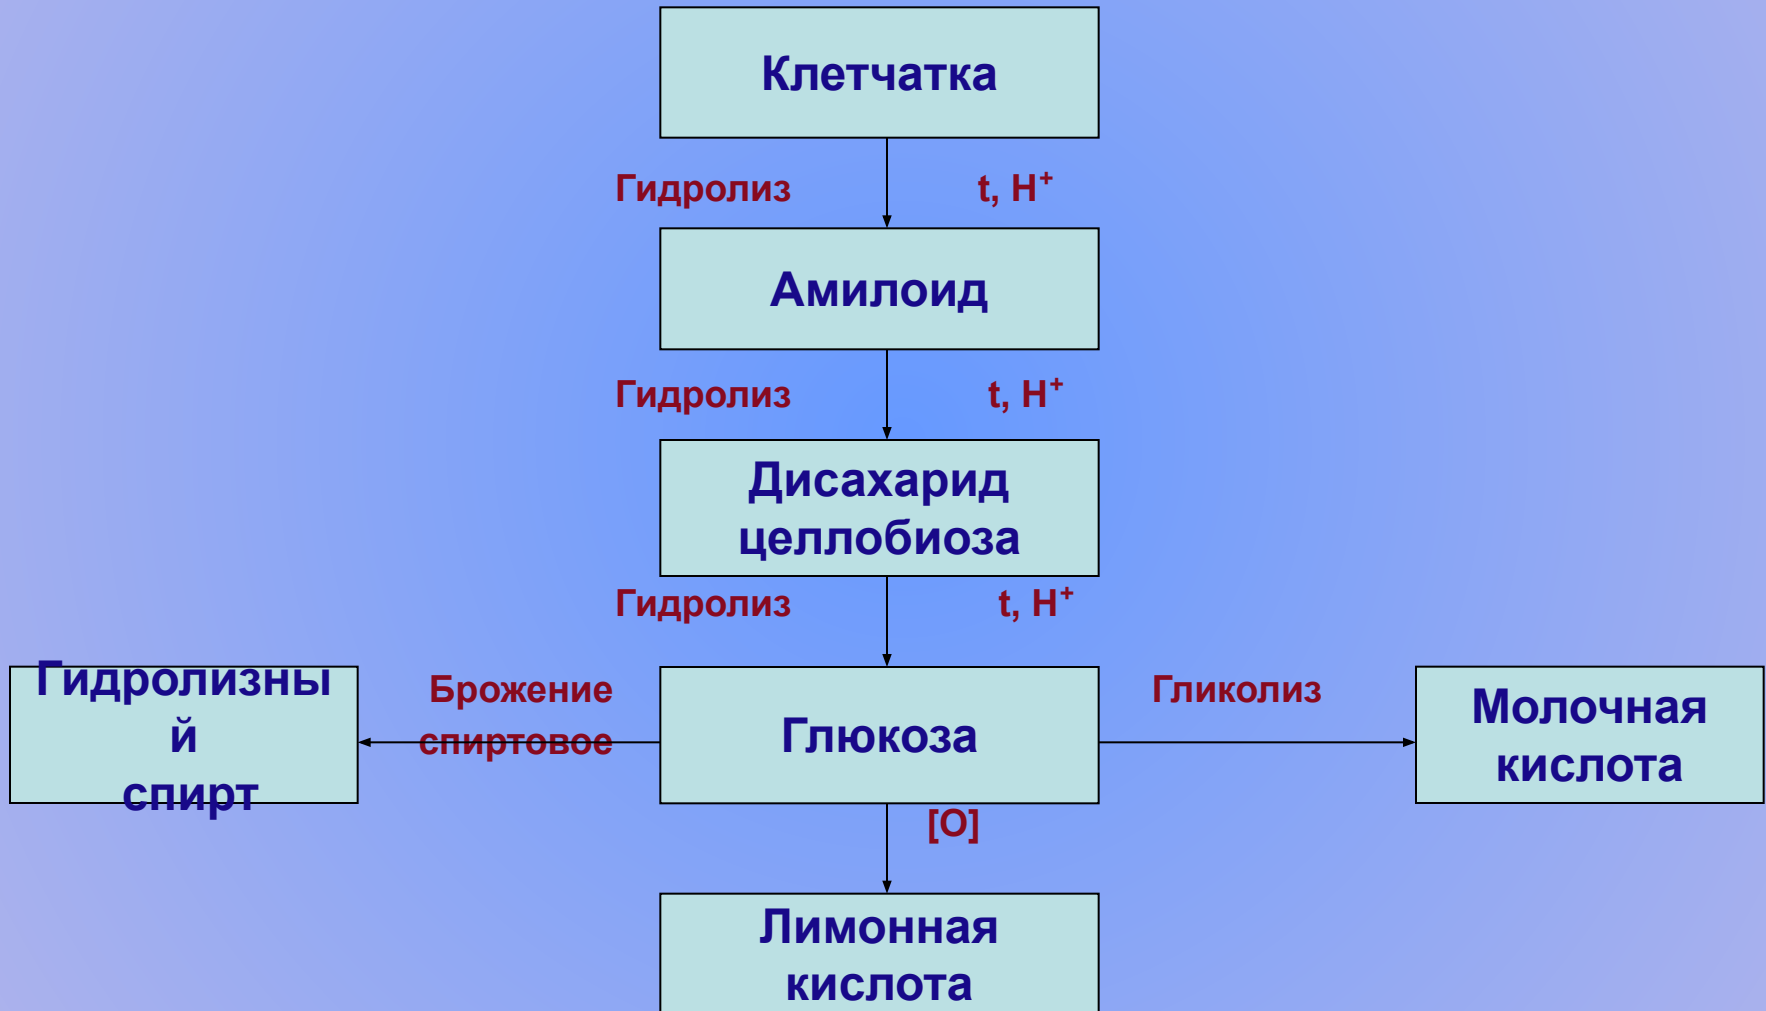 Клетчатка
Гидролиз t, H⁺
Амилоид
Гидролиз t, H⁺
Дисахарид
целлобиоза
Гидролиз t, H⁺
Гидролизны
й
спирт
Брожение
спиртовое
Глюкоза
Гликолиз
Молочная
кислота
[O]
Лимонная
кислота